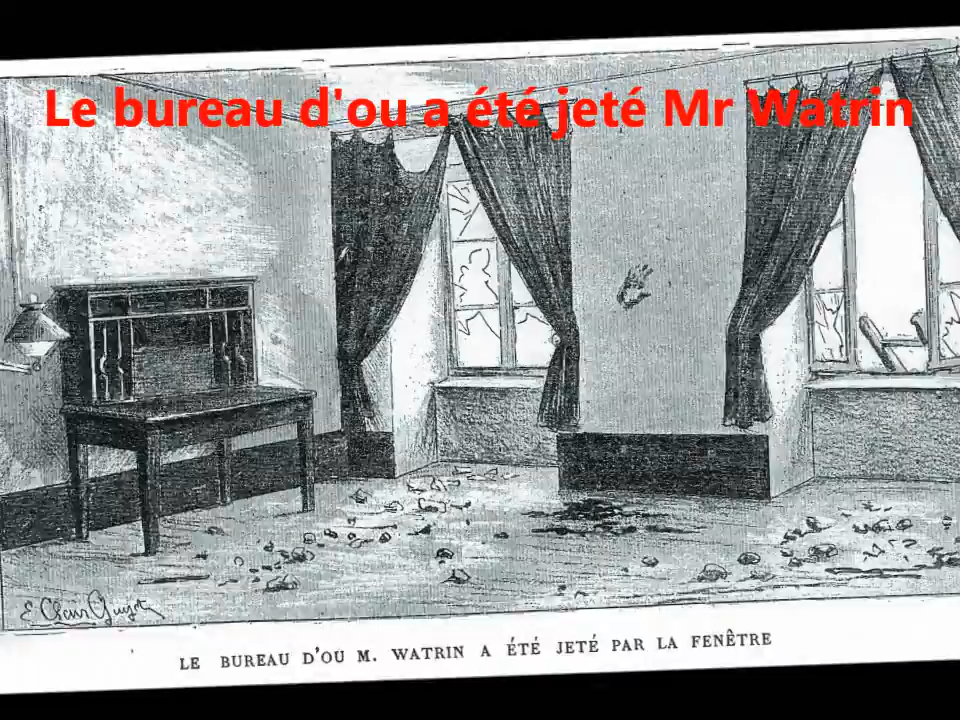 Le bureau d'ou a été jeté Mr Watrin
LE BUREAU D'OU M. WATRIN A ÉTÉ JETÉ PAR LA FENÊTRE